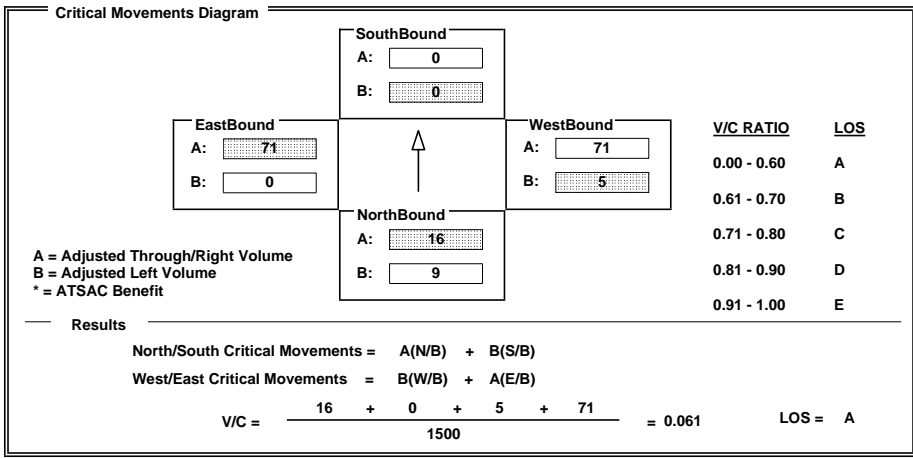 Critical Movements Diagram
SouthBound
A: 0
B: 0
EastBound
A: 71
B: 0
WestBound
A: 71
B: 5
NorthBound
A: 16
B: 9
V/C RATIO LOS
0.00 - 0.60 A
0.61 - 0.70 B
0.71 - 0.80 C
0.81 - 0.90 D
0.91 - 1.00 E
A = Adjusted Through/Right Volume
B = Adjusted Left Volume
* = ATSAC Benefit
Results
North/South Critical Movements = A(N/B) + B(S/B)
West/East Critical Movements = B(W/B) + A(E/B)
V/C = 16 + 0 + 5 + 71 = 0.061 LOS = A
1500